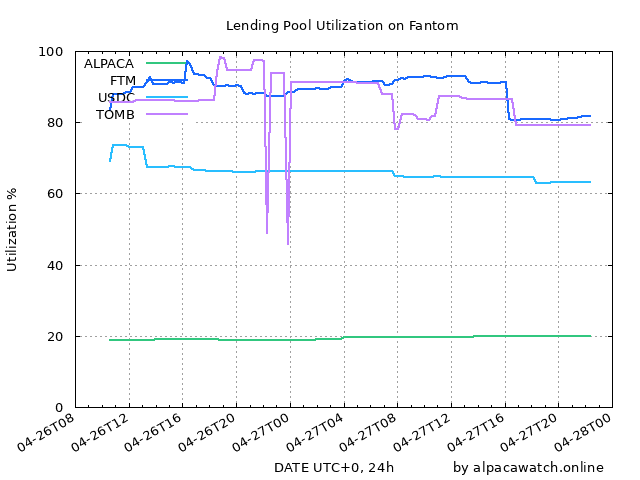 Lending Pool Utilization on Fantom
100
80
60
40
20
0
Utilization %
ALPACA
FTM
USDC
TOMB
04-26T08
04-26T12
04-26T16
04-26T20
04-27T00
04-27T04
04-27T08
04-27T12
04-27T16
04-27T20
04-28T00
DATE UTC+0, 24h
by alpacawatch.online